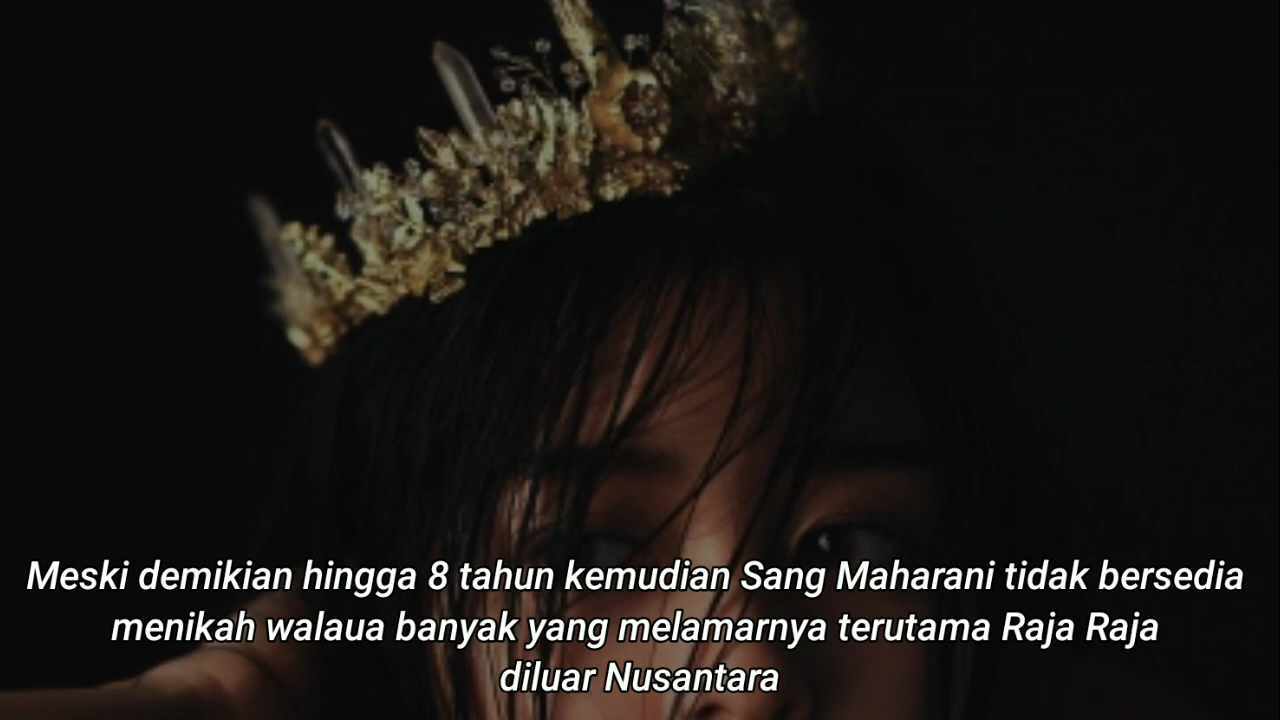 Meski demikian hingga 8 tahun kemudian Sang Maharani tidak bersedia
menikah walaua banyak yang melamarnya terutama Raja Raja
diluar Nusantara